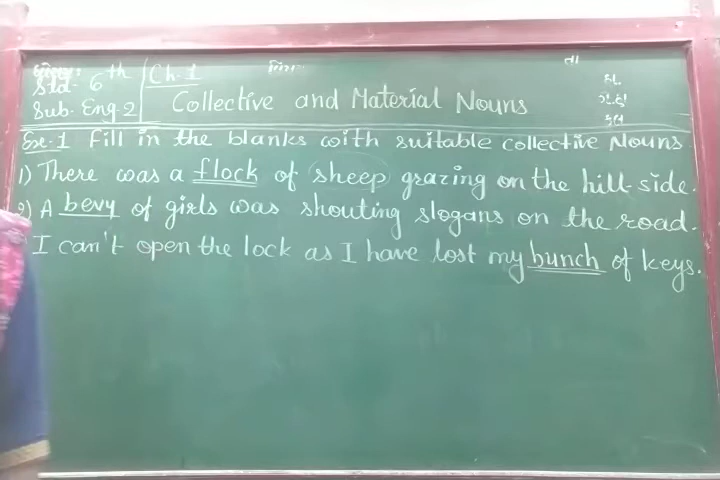 તા
Std. 6th Ch.1
હા.
Sub. Eng-2 Collective and Material Nouns
ગે.હા
કુલ
Ex.1 Fill in the blanks with suitable collective Nouns.
1) There was a flock of sheep grazing on the hill-side.
2) A bevy of girls was shouting slogans on the road.
I can't open the lock as I have lost my bunch of keys.